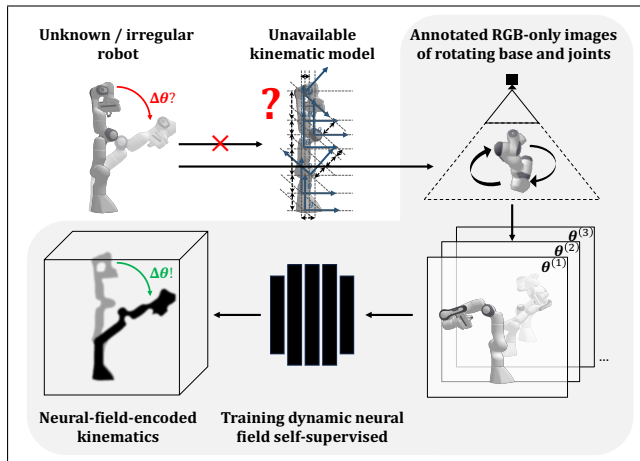 Unknown / irregular
robot
Unavailable
kinematic model
Annotated RGB-only images
of rotating base and joints
Δθ?
?
θ⁽³⁾
θ⁽²⁾
θ⁽¹⁾
...
Δθ!
Neural-field-encoded
kinematics
Training dynamic neural
field self-supervised